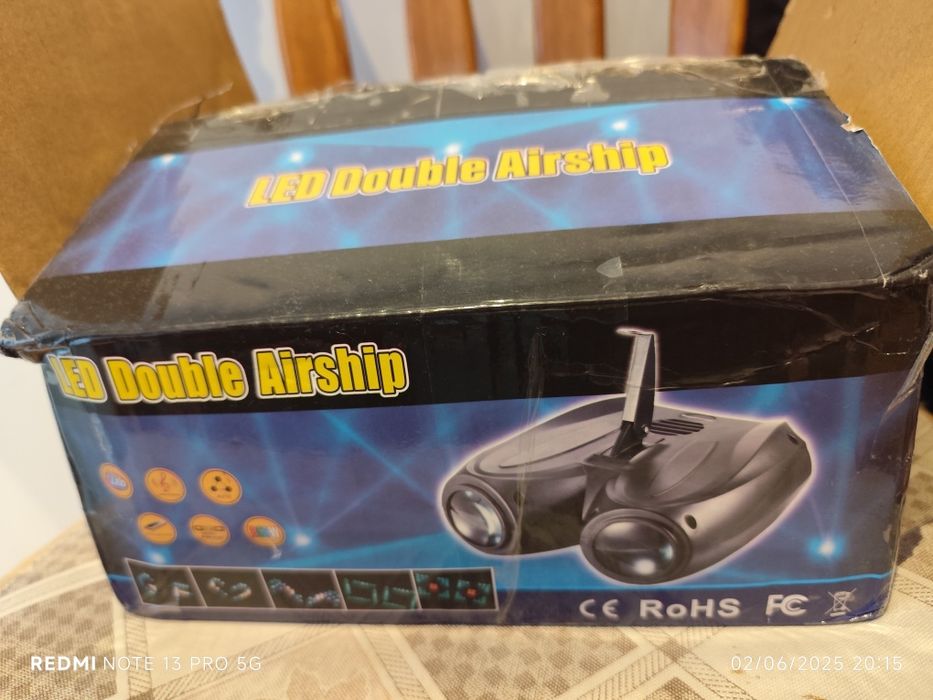 LED Double Airship
LED Double Airship
LED
CE RoHS FC
REDMI NOTE 13 PRO 5G
02/06/2025 20:15